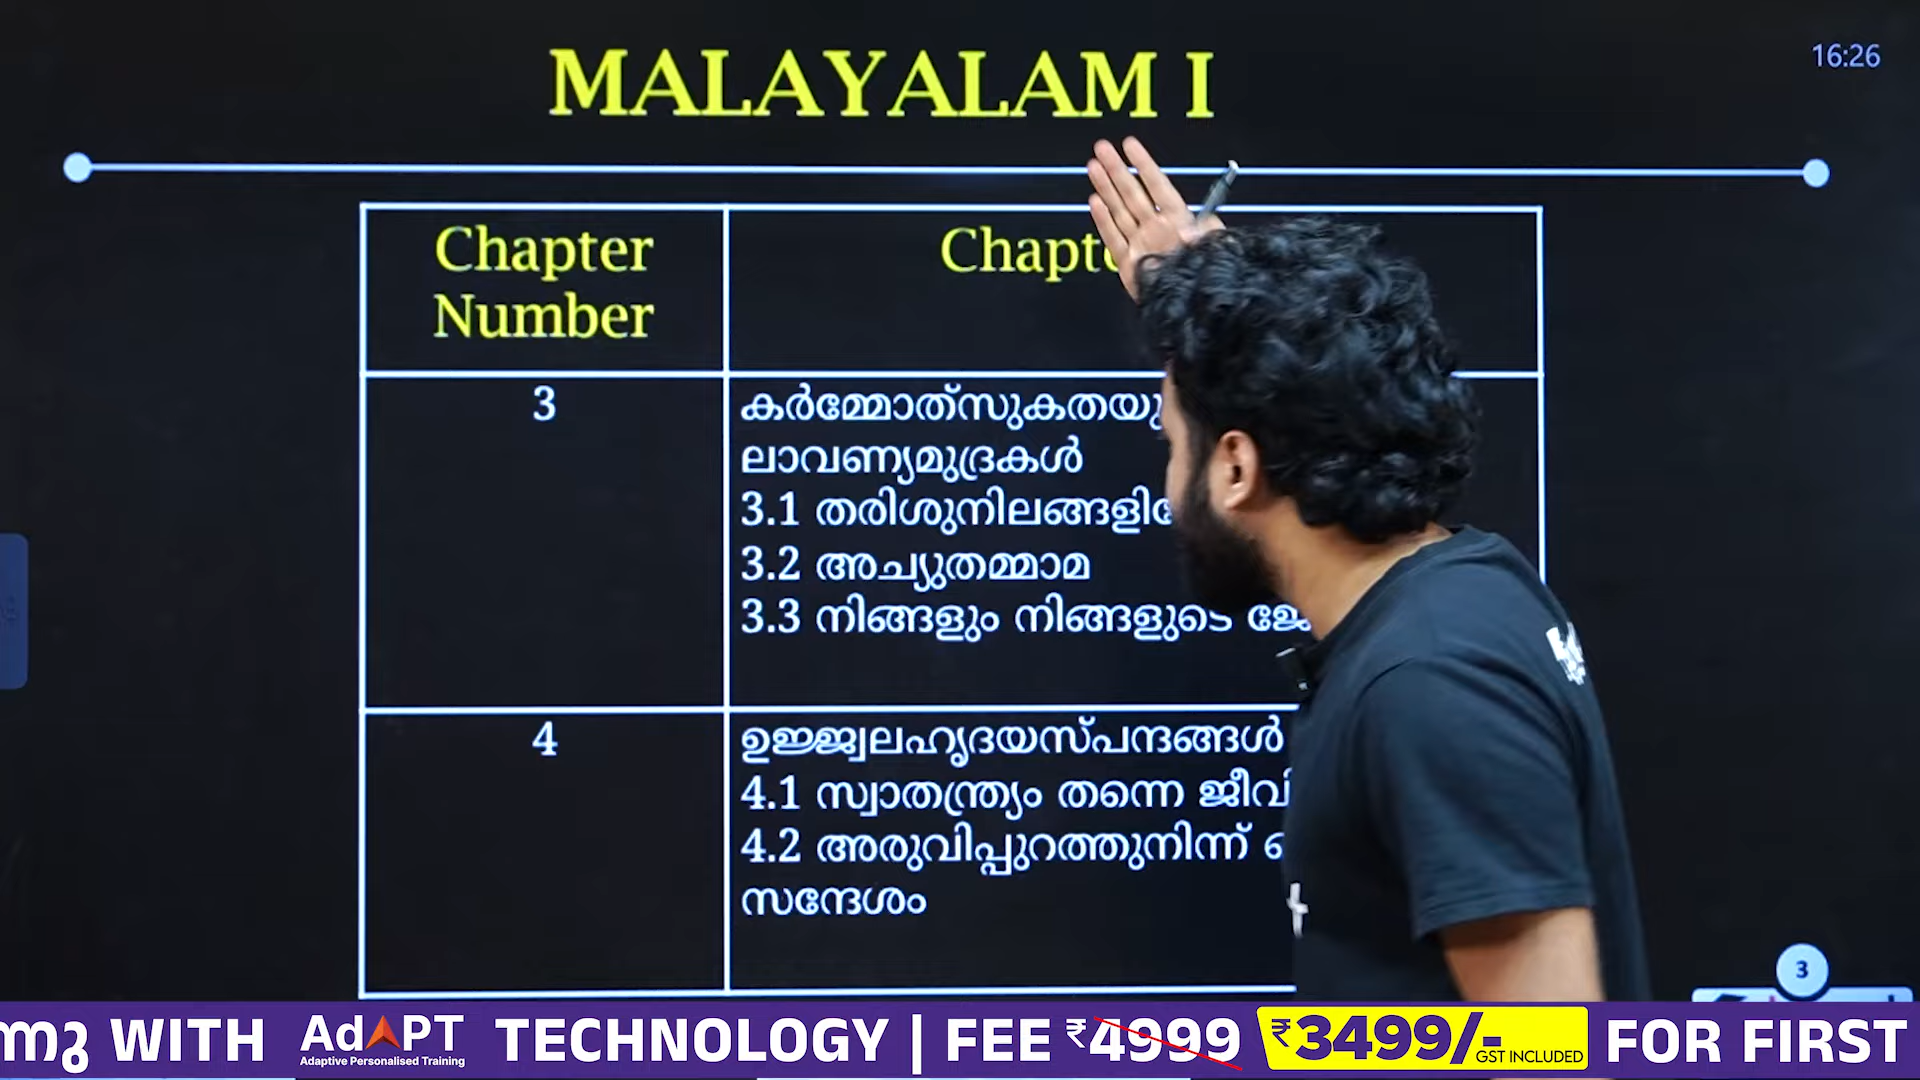 MALAYALAM I
16:26
Chapter
Number
3
കർമ്മോത്സുകതയു
ലാവണ്യമുദ്രകൾ
3.1 തരിശുനിലങ്ങളി
3.2 അച്യുതമ്മാമ
3.3 നിങ്ങളും നിങ്ങളുടെ
4
ഉജ്ജ്വലഹൃദയസ്പന്ദങ്ങൾ
4.1 സ്വാതന്ത്ര്യം തന്നെ
4.2 അരുവിപ്പുറത്തുനിന്ന്
സന്ദേശം
3
WITH AdAPT TECHNOLOGY | FEE ₹4999 ₹3499/- GST INCLUDED FOR FIRST
Adaptive Personalised Training